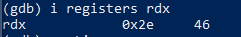 (gdb) i registers rdx
rdx            0x2e     46